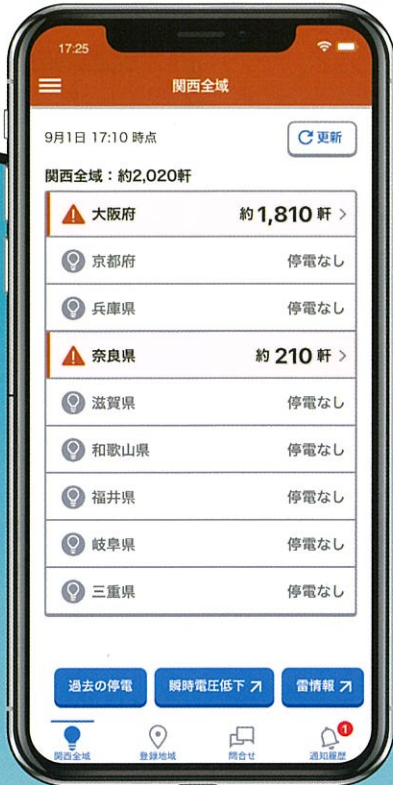 17:25
関西全域
9月1日 17:10 時点
更新
関西全域：約2,020軒
大阪府 約1,810軒 >
京都府 停電なし
兵庫県 停電なし
奈良県 約210軒 >
滋賀県 停電なし
和歌山県 停電なし
福井県 停電なし
岐阜県 停電なし
三重県 停電なし
過去の停電 瞬時電圧低下 雷情報
関西全域 登録地域 問合せ 通知履歴
1